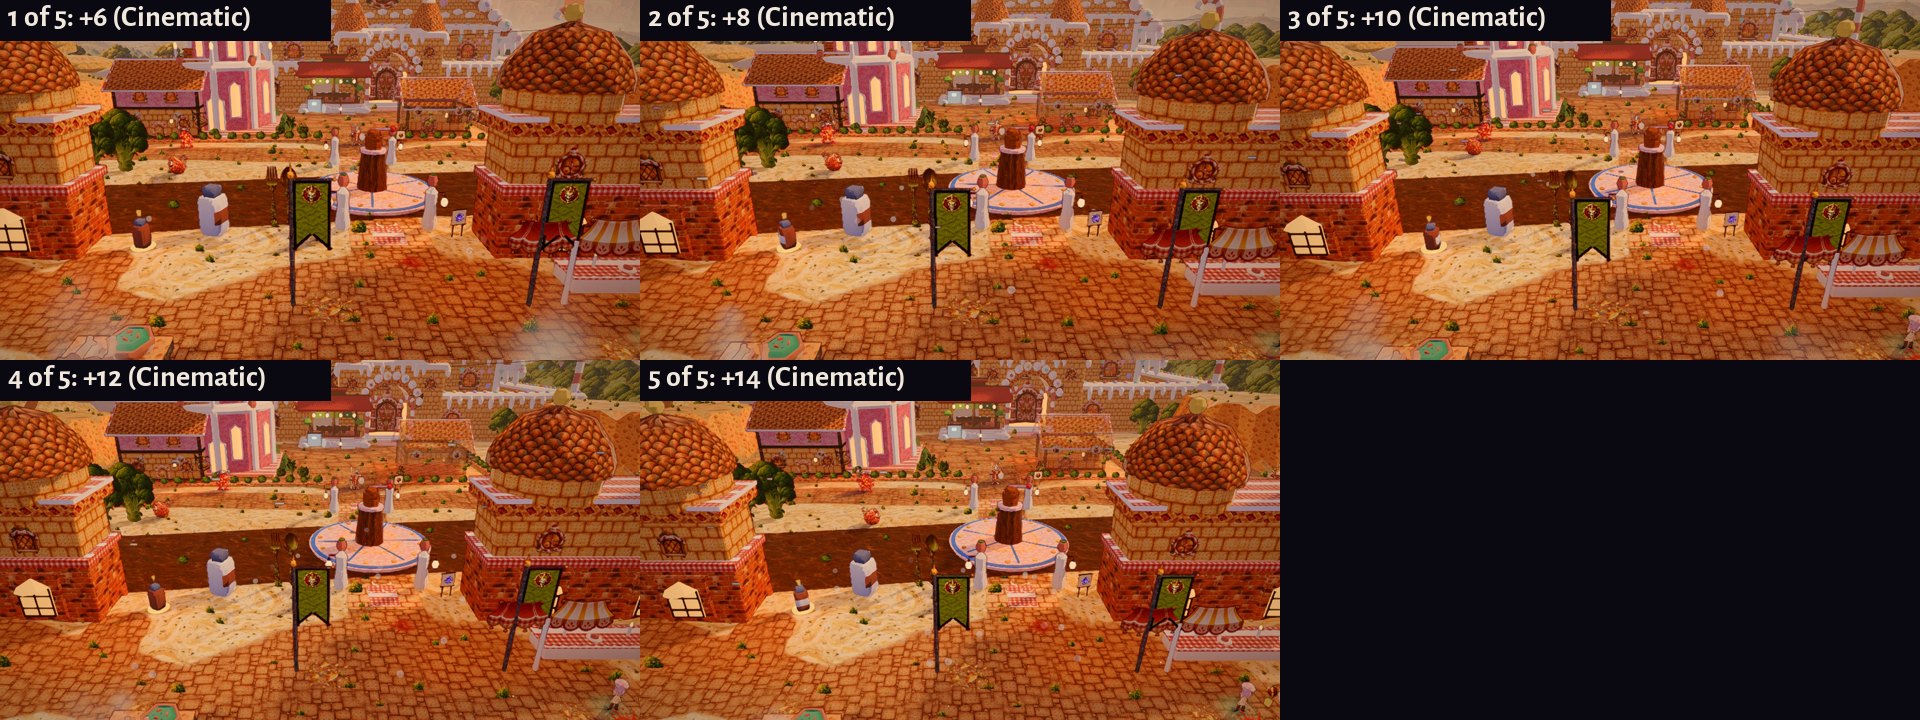 1 of 5: +6 (Cinematic)
2 of 5: +8 (Cinematic)
3 of 5: +10 (Cinematic)
4 of 5: +12 (Cinematic)
5 of 5: +14 (Cinematic)